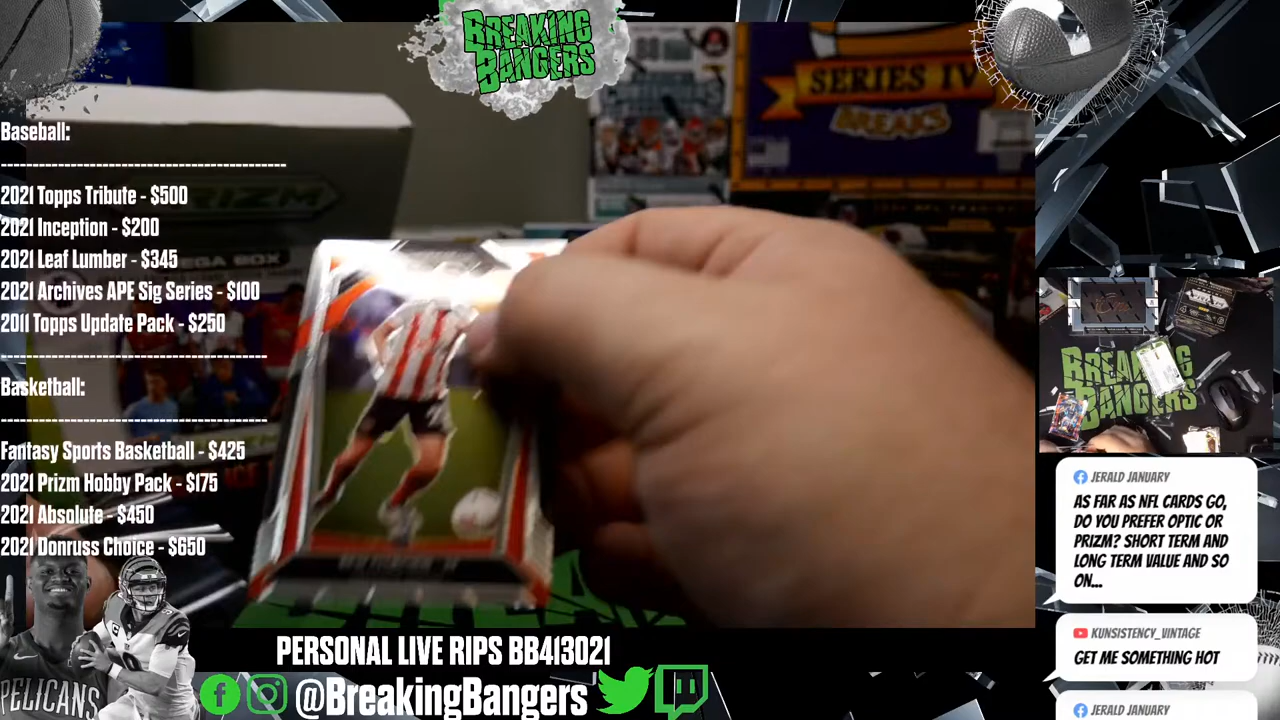 BREAKING
BANGERS
SERIES IV
BREAKS
Baseball:
2021 Topps Tribute - $500
2021 Inception - $200
2021 Leaf Lumber - $345
2021 Archives APE Sig Series - $100
2011 Topps Update Pack - $250
Basketball:
Fantasy Sports Basketball - $425
2021 Prizm Hobby Pack - $175
2021 Absolute - $450
2021 Donruss Choice - $650
PRIZM
MEGA BOX
BREAKING
BANGERS
JERALD JANUARY
AS FAR AS NFL CARDS GO,
DO YOU PREFER OPTIC OR
PRIZM? SHORT TERM AND
LONG TERM VALUE AND SO
ON...
KUNSISTENCY_VINTAGE
GET ME SOMETHING HOT
JERALD JANUARY
PELICANS
PERSONAL LIVE RIPS BB413021
@BreakingBangers